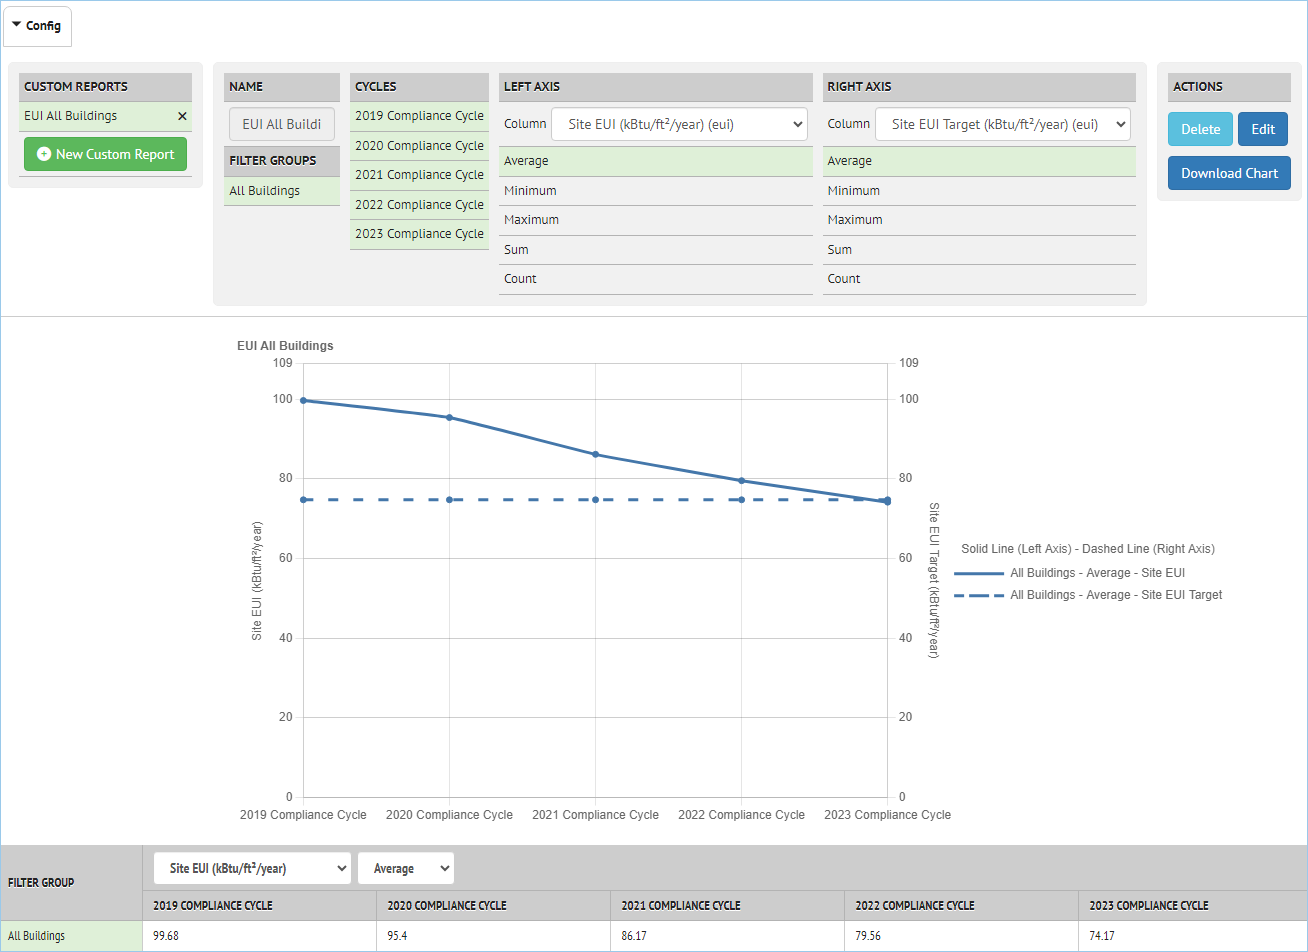 Config
CUSTOM REPORTS
EUI All Buildings ×
New Custom Report
NAME
EUI All Buildi
FILTER GROUPS
All Buildings
CYCLES
2019 Compliance Cycle
2020 Compliance Cycle
2021 Compliance Cycle
2022 Compliance Cycle
2023 Compliance Cycle
LEFT AXIS
Column Site EUI (kBtu/ft²/year) (eui)
Average
Minimum
Maximum
Sum
Count
RIGHT AXIS
Column Site EUI Target (kBtu/ft²/year) (eui)
Average
Minimum
Maximum
Sum
Count
ACTIONS
Delete Edit
Download Chart
EUI All Buildings
109 109
100 100
80 80
60 60
40 40
20 20
0 0
Site EUI (kBtu/ft²/year)
Site EUI Target (kBtu/ft²/year)
2019 Compliance Cycle 2020 Compliance Cycle 2021 Compliance Cycle 2022 Compliance Cycle 2023 Compliance Cycle
Solid Line (Left Axis) - Dashed Line (Right Axis)
All Buildings - Average - Site EUI
All Buildings - Average - Site EUI Target
FILTER GROUP
Site EUI (kBtu/ft²/year) Average
2019 COMPLIANCE CYCLE 2020 COMPLIANCE CYCLE 2021 COMPLIANCE CYCLE 2022 COMPLIANCE CYCLE 2023 COMPLIANCE CYCLE
All Buildings 99.68 95.4 86.17 79.56 74.17